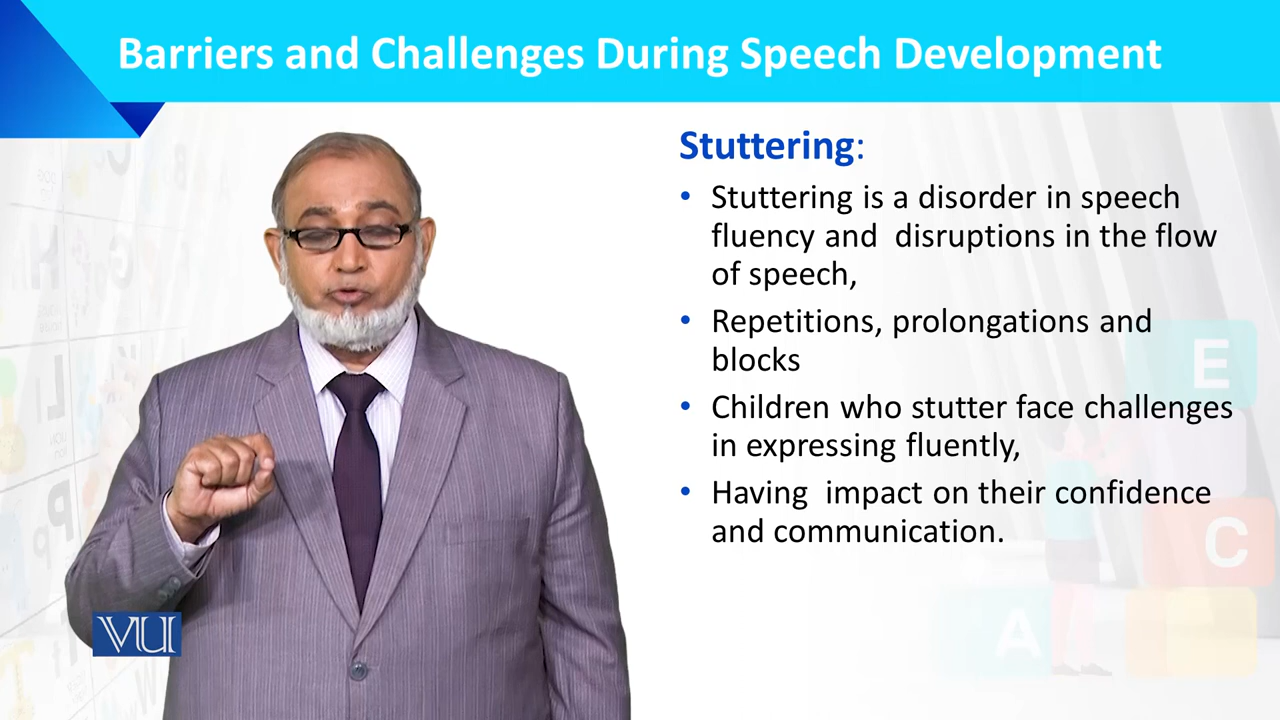 Barriers and Challenges During Speech Development
Stuttering:
• Stuttering is a disorder in speech
fluency and  disruptions in the flow
of speech,
• Repetitions, prolongations and
blocks
• Children who stutter face challenges
in expressing fluently,
• Having  impact on their confidence
and communication.
VU
E
C
A